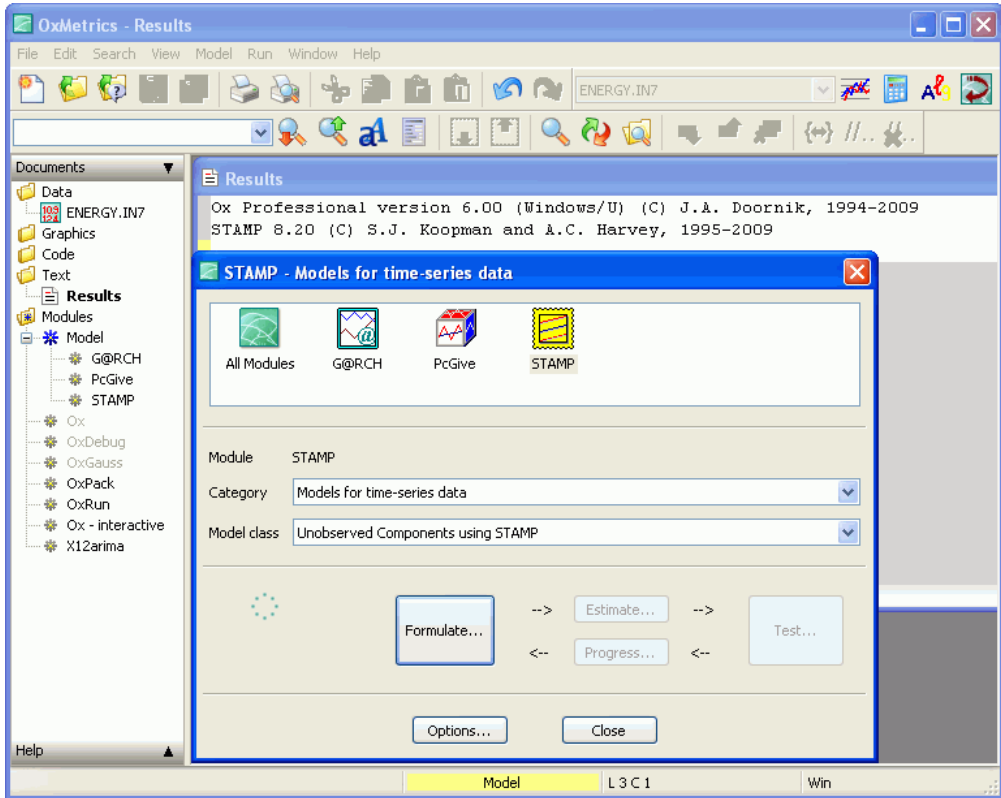 OxMetrics - Results
File Edit Search View Model Run Window Help
ENERGY.IN7
Documents
Data
ENERGY.IN7
Graphics
Code
Text
Results
Modules
Model
G@RCH
PcGive
STAMP
Ox
OxDebug
OxGauss
OxPack
OxRun
Ox - interactive
X12arima
Help
Results
Ox Professional version 6.00 (Windows/U) (C) J.A. Doornik, 1994-2009
STAMP 8.20 (C) S.J. Koopman and A.C. Harvey, 1995-2009
STAMP - Models for time-series data
All Modules G@RCH PcGive STAMP
Module STAMP
Category Models for time-series data
Model class Unobserved Components using STAMP
Formulate... --> Estimate... --> Test...
<-- Progress... <--
Options... Close
Model L 3 C 1 Win